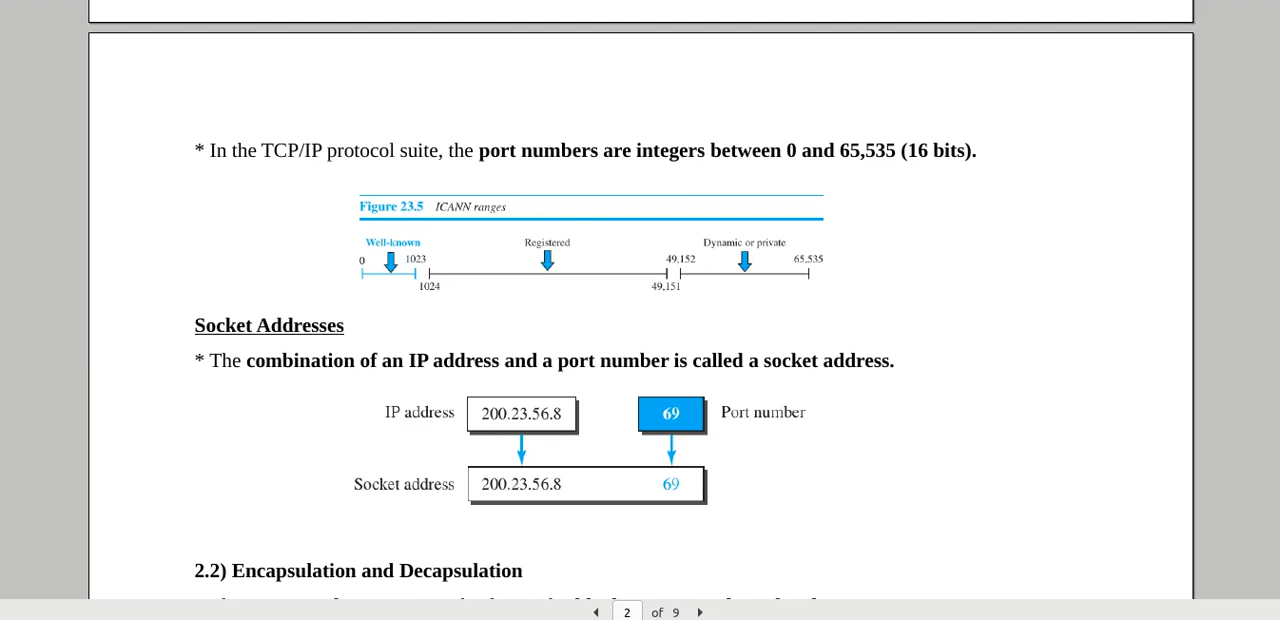 * In the TCP/IP protocol suite, the port numbers are integers between 0 and 65,535 (16 bits).
Figure 23.5 ICANN ranges
Well-known Registered Dynamic or private
0 1023 49,152 65,535
1024 49,151
Socket Addresses
* The combination of an IP address and a port number is called a socket address.
IP address 200.23.56.8 69 Port number
Socket address 200.23.56.8 69
2.2) Encapsulation and Decapsulation
2 of 9